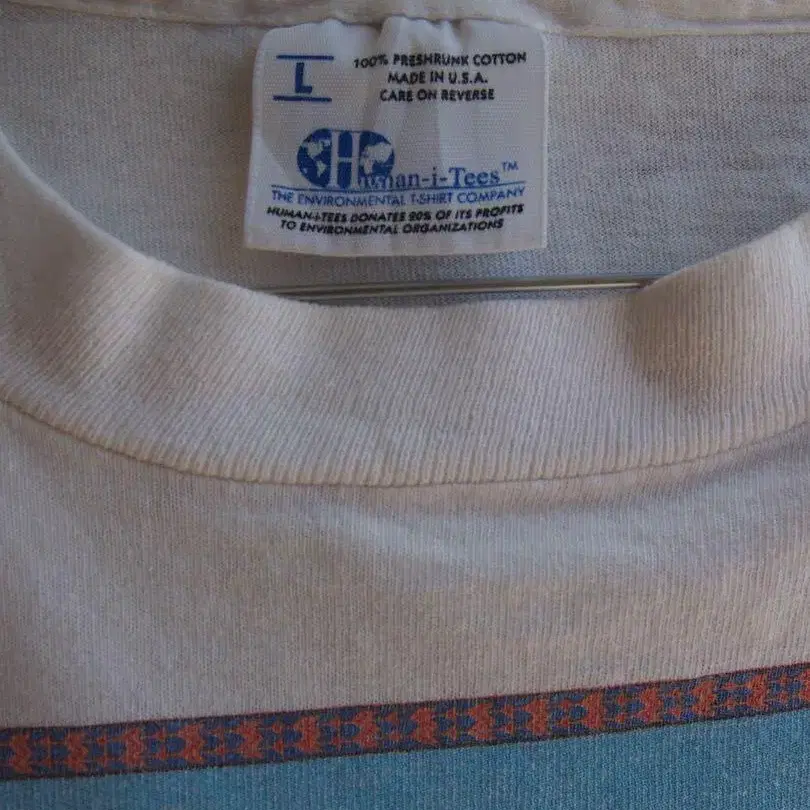 L
100% PRESHRUNK COTTON
MADE IN U.S.A.
CARE ON REVERSE
Human-i-Tees™
THE ENVIRONMENTAL T-SHIRT COMPANY
HUMAN-I-TEES DONATES 20% OF ITS PROFITS
TO ENVIRONMENTAL ORGANIZATIONS